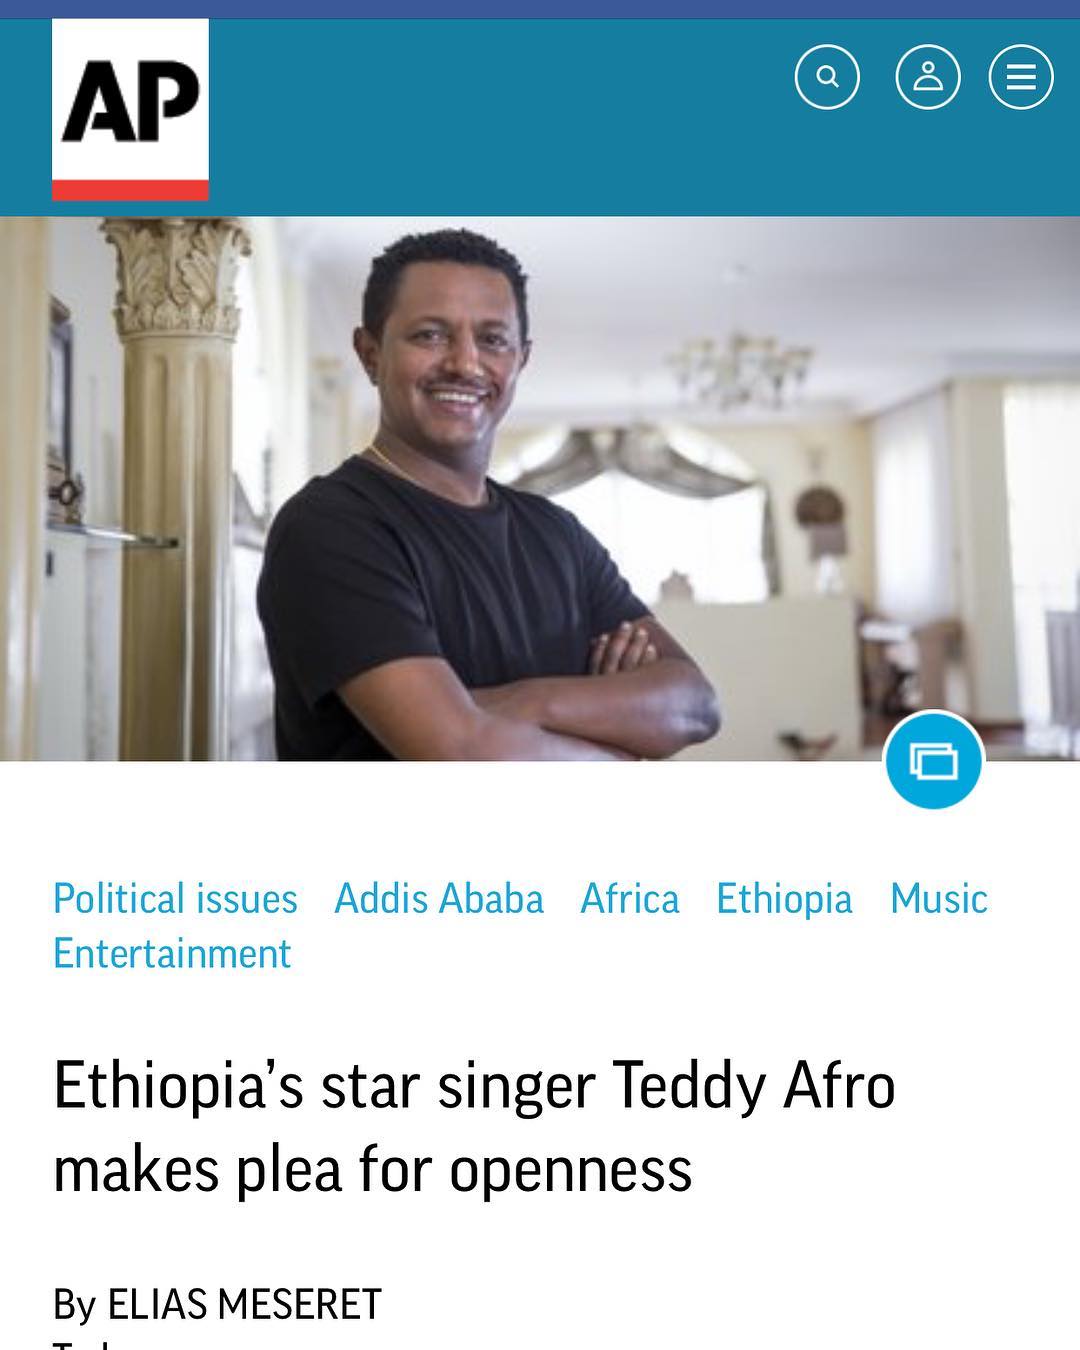 AP
Political issues Addis Ababa Africa Ethiopia Music
Entertainment
Ethiopia’s star singer Teddy Afro
makes plea for openness
By ELIAS MESERET